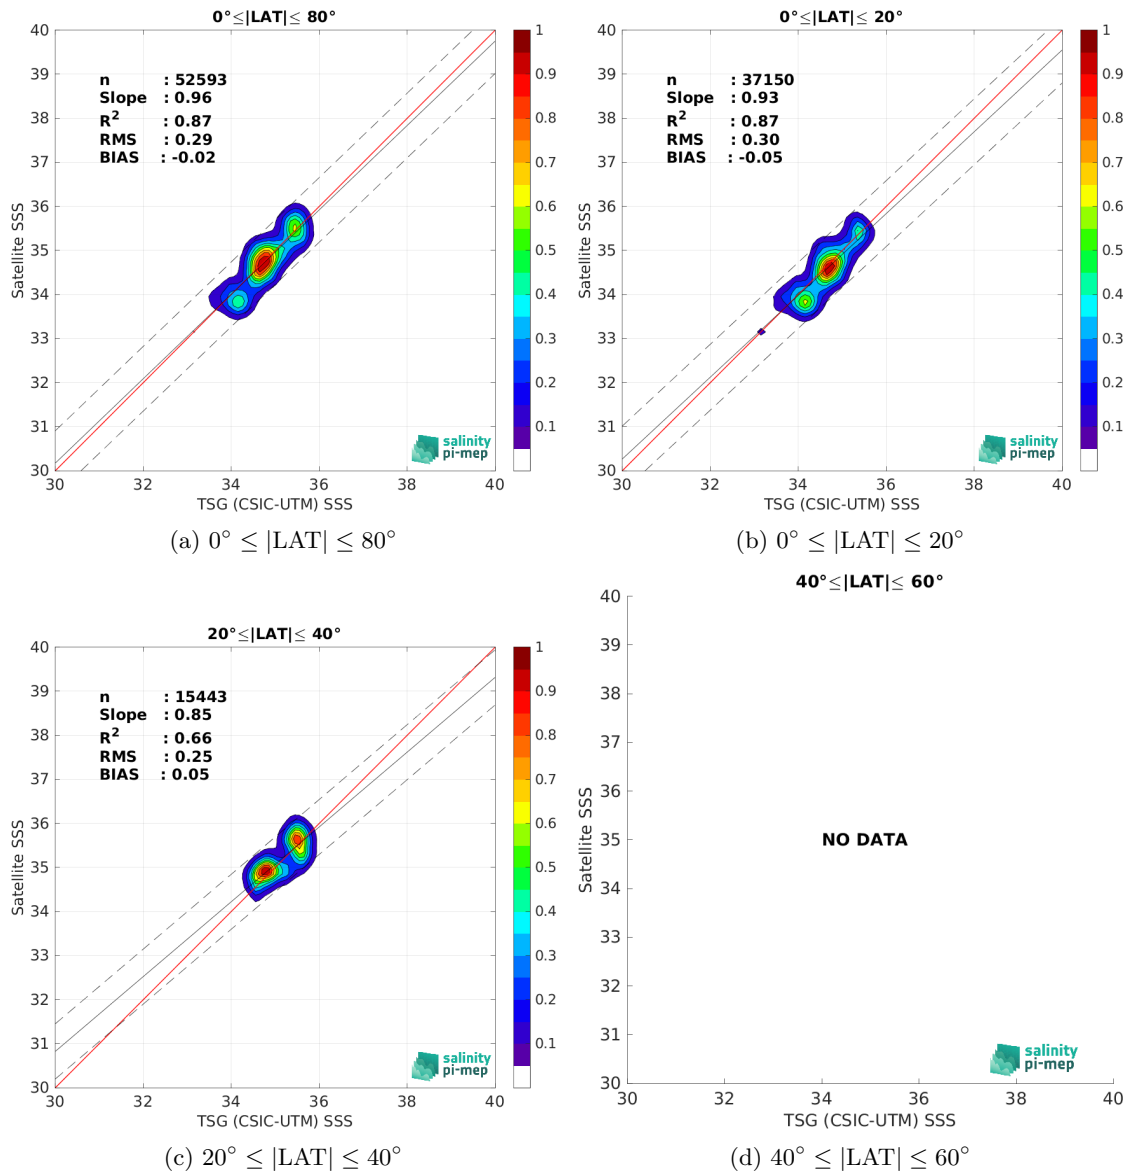 0°≤|LAT|≤ 80°
40
39
38
37
36
35
34
33
32
31
30
Satellite SSS
n : 52593
Slope : 0.96
R² : 0.87
RMS : 0.29
BIAS : -0.02
1
0.9
0.8
0.7
0.6
0.5
0.4
0.3
0.2
0.1
salinity
pi-mep
30 32 34 36 38 40
TSG (CSIC-UTM) SSS
(a) 0° ≤ |LAT| ≤ 80°
0°≤|LAT|≤ 20°
40
39
38
37
36
35
34
33
32
31
30
Satellite SSS
n : 37150
Slope : 0.93
R² : 0.87
RMS : 0.30
BIAS : -0.05
1
0.9
0.8
0.7
0.6
0.5
0.4
0.3
0.2
0.1
salinity
pi-mep
30 32 34 36 38 40
TSG (CSIC-UTM) SSS
(b) 0° ≤ |LAT| ≤ 20°
20°≤|LAT|≤ 40°
40
39
38
37
36
35
34
33
32
31
30
Satellite SSS
n : 15443
Slope : 0.85
R² : 0.66
RMS : 0.25
BIAS : 0.05
1
0.9
0.8
0.7
0.6
0.5
0.4
0.3
0.2
0.1
salinity
pi-mep
30 32 34 36 38 40
TSG (CSIC-UTM) SSS
(c) 20° ≤ |LAT| ≤ 40°
40°≤|LAT|≤ 60°
40
39
38
37
36
35
34
33
32
31
30
Satellite SSS
NO DATA
salinity
pi-mep
30 32 34 36 38 40
TSG (CSIC-UTM) SSS
(d) 40° ≤ |LAT| ≤ 60°